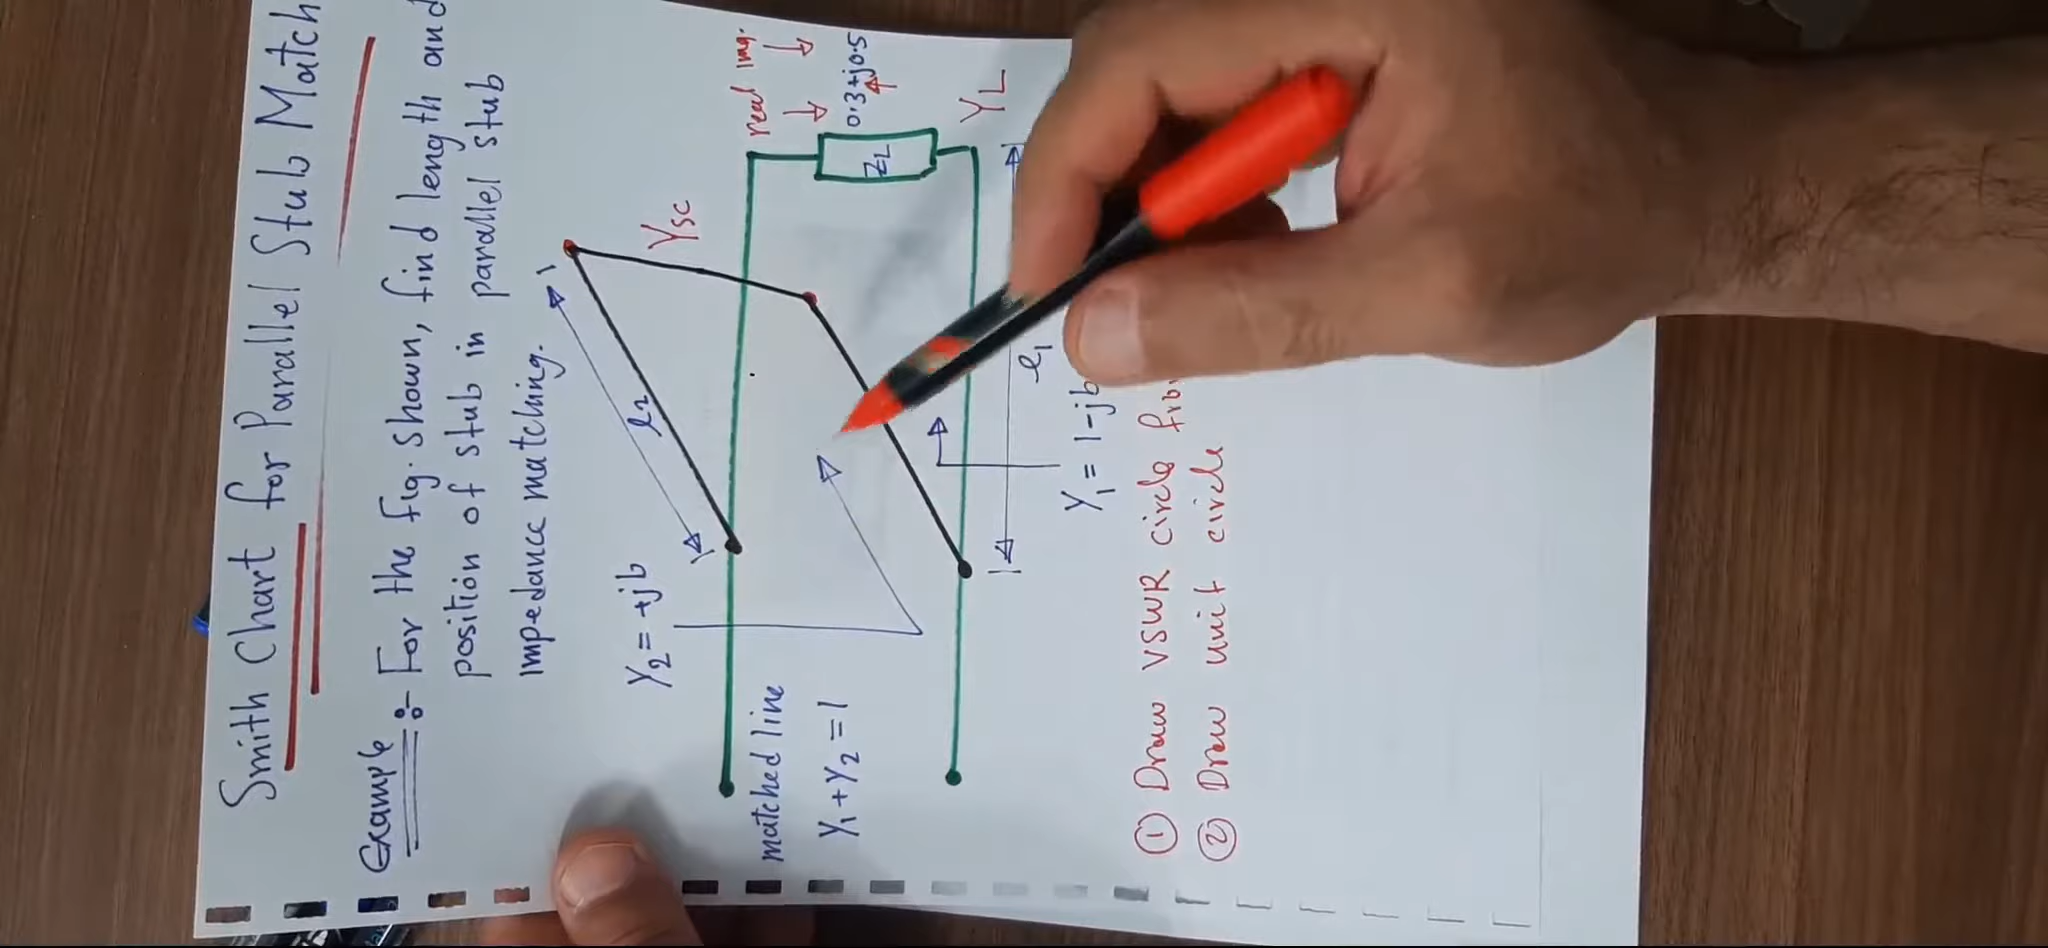 Smith Chart for Parallel Stub Match
Example :- For the fig. shown, find length and
position of stub in parallel stub
impedance matching.
l2
YSC
Y2 = +jb
real Img.
0.3+j0.5
ZL
YL
matched line
Y1+Y2=1
l1
Y1 = 1-jb
① Draw VSWR circle
② Draw unit circle